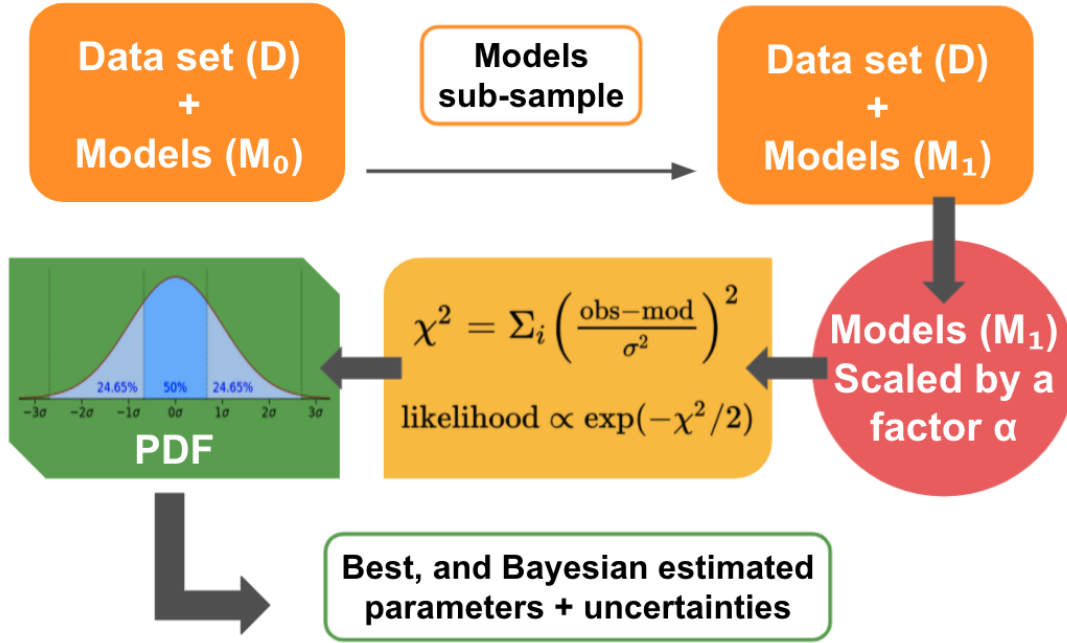 Data set (D)
+
Models (M₀)
Models
sub-sample
Data set (D)
+
Models (M₁)
Models (M₁)
Scaled by a
factor α
χ² = Σᵢ ( (obs−mod)/σ² )²
likelihood ∝ exp(−χ²/2)
24.65% 50% 24.65%
−3σ −2σ −1σ 0σ 1σ 2σ 3σ
PDF
Best, and Bayesian estimated
parameters + uncertainties